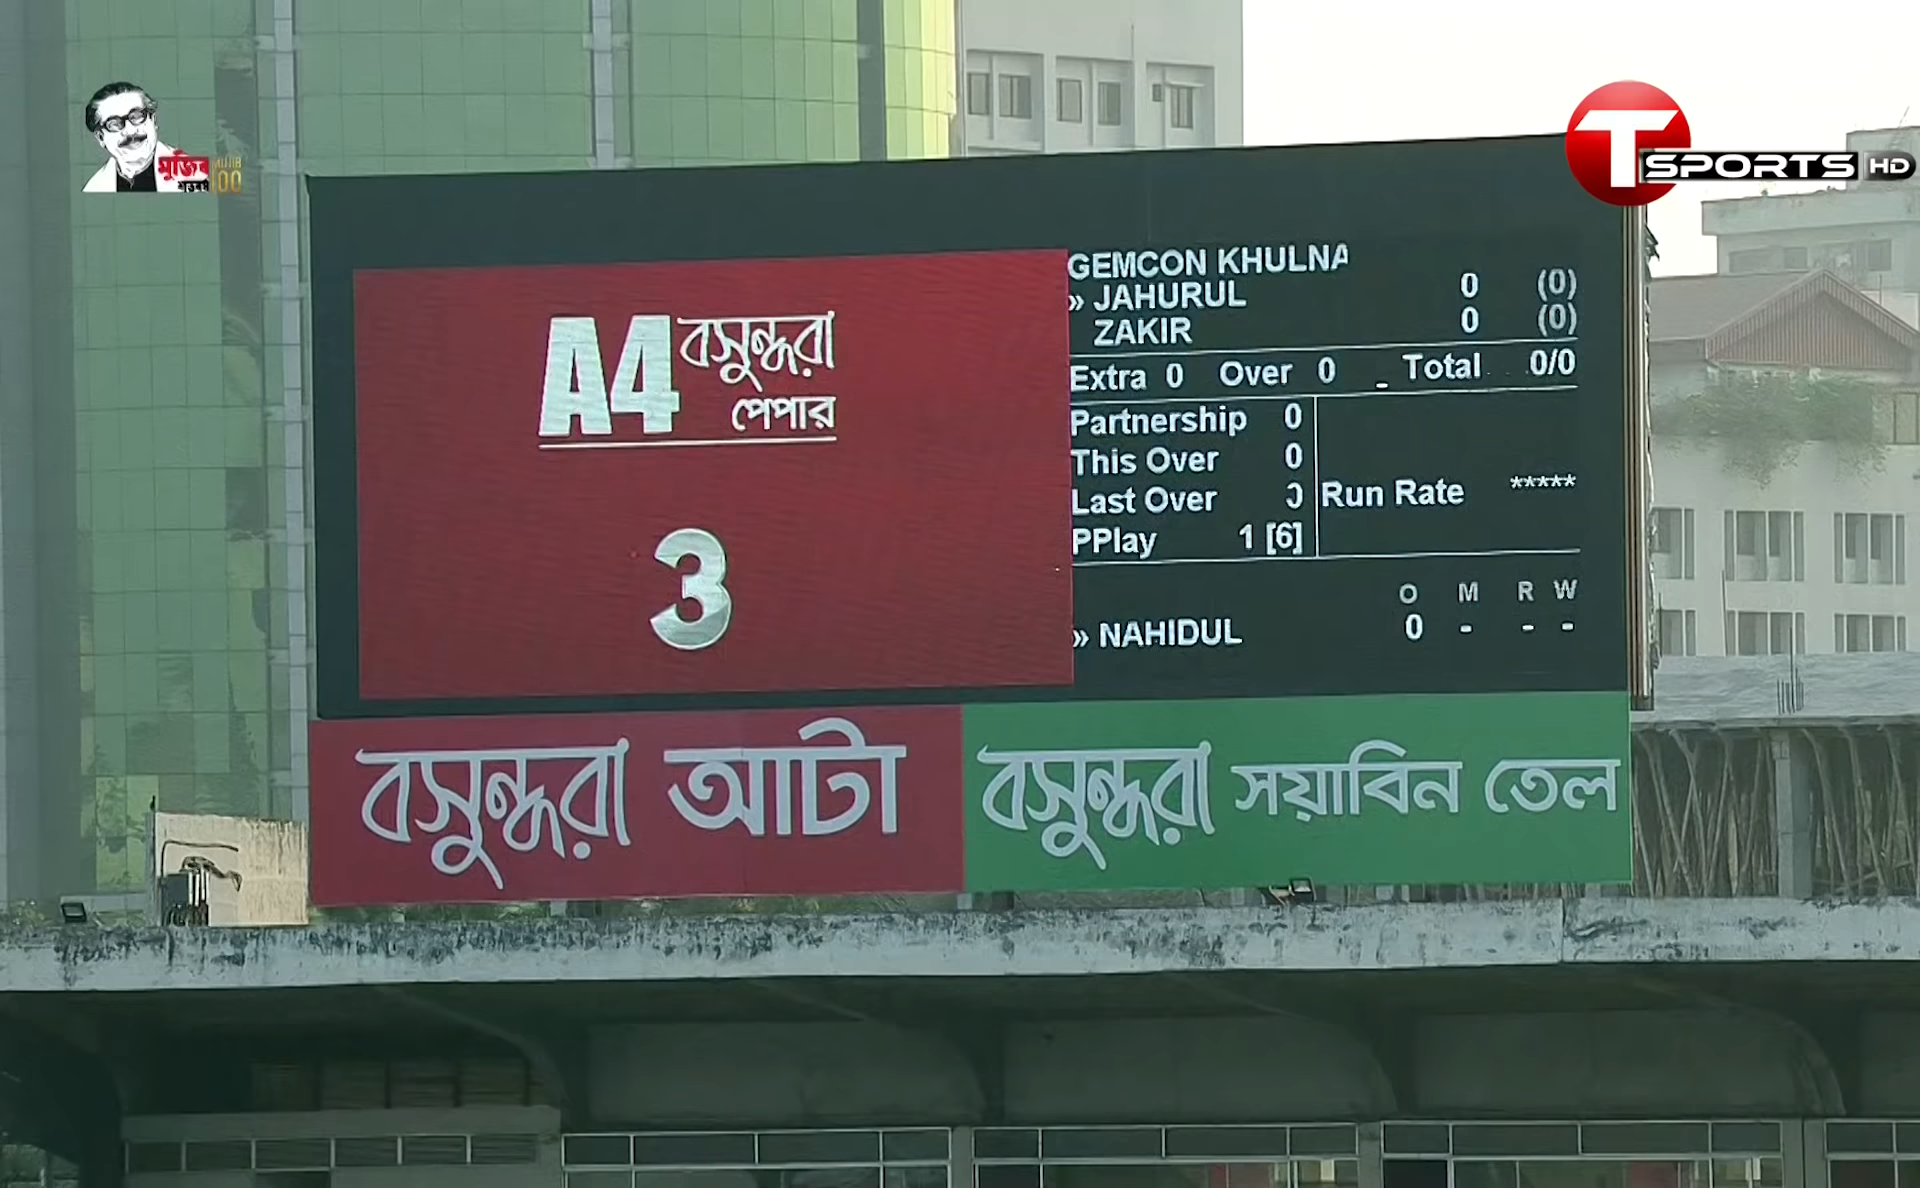 মুজিব MUJIB
শতবর্ষ 100
T SPORTS HD
A4 বসুন্ধরা
পেপার
3
GEMCON KHULNA
» JAHURUL 0 (0)
ZAKIR 0 (0)
Extra 0 Over 0 Total 0/0
Partnership 0
This Over 0
Last Over 0
Run Rate *****
PPlay 1 [6]
O M R W
» NAHIDUL 0 - - -
বসুন্ধরা আটা
বসুন্ধরা সয়াবিন তেল